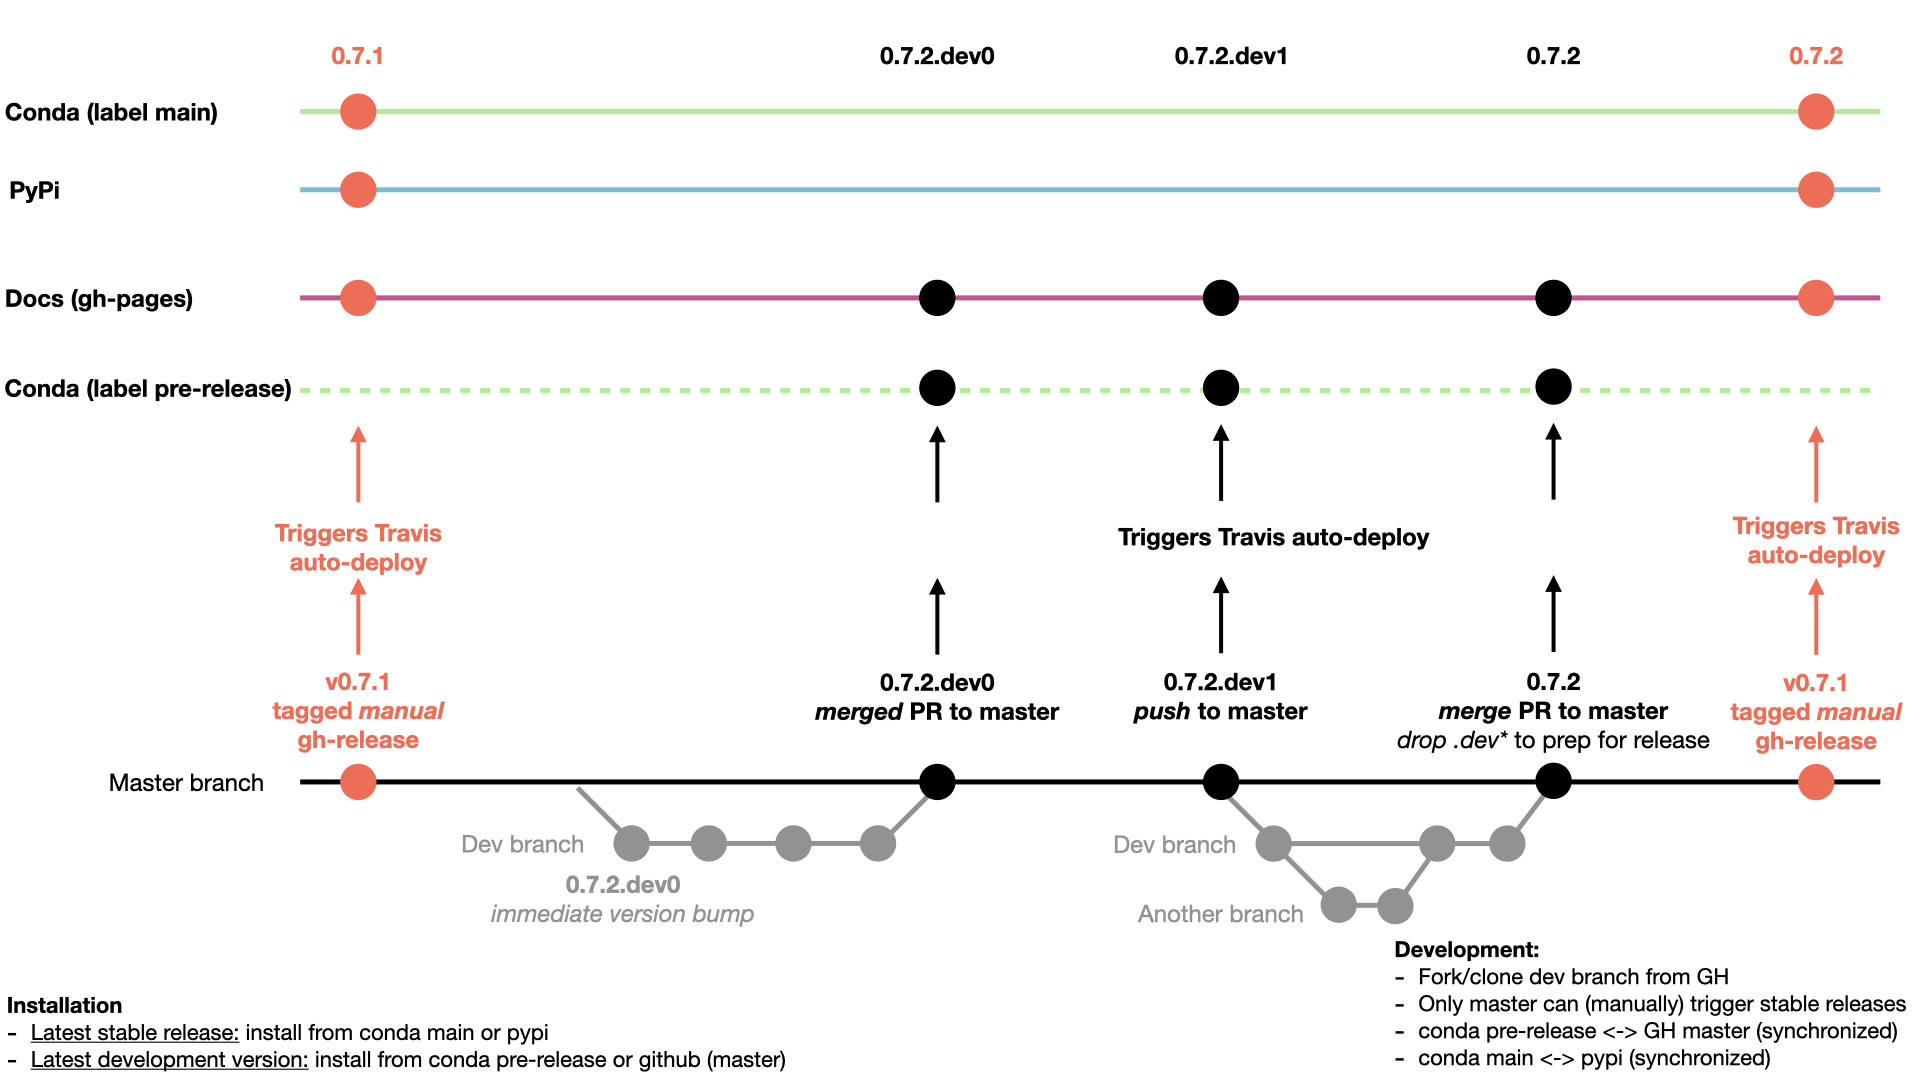 0.7.1
0.7.2.dev0
0.7.2.dev1
0.7.2
0.7.2
Conda (label main)
PyPi
Docs (gh-pages)
Conda (label pre-release)
Triggers Travis
auto-deploy
Triggers Travis auto-deploy
Triggers Travis
auto-deploy
v0.7.1
tagged manual
gh-release
0.7.2.dev0
merged PR to master
0.7.2.dev1
push to master
0.7.2
merge PR to master
drop .dev* to prep for release
v0.7.1
tagged manual
gh-release
Master branch
Dev branch
0.7.2.dev0
immediate version bump
Dev branch
Another branch
Installation
- Latest stable release: install from conda main or pypi
- Latest development version: install from conda pre-release or github (master)
Development:
- Fork/clone dev branch from GH
- Only master can (manually) trigger stable releases
- conda pre-release <-> GH master (synchronized)
- conda main <-> pypi (synchronized)